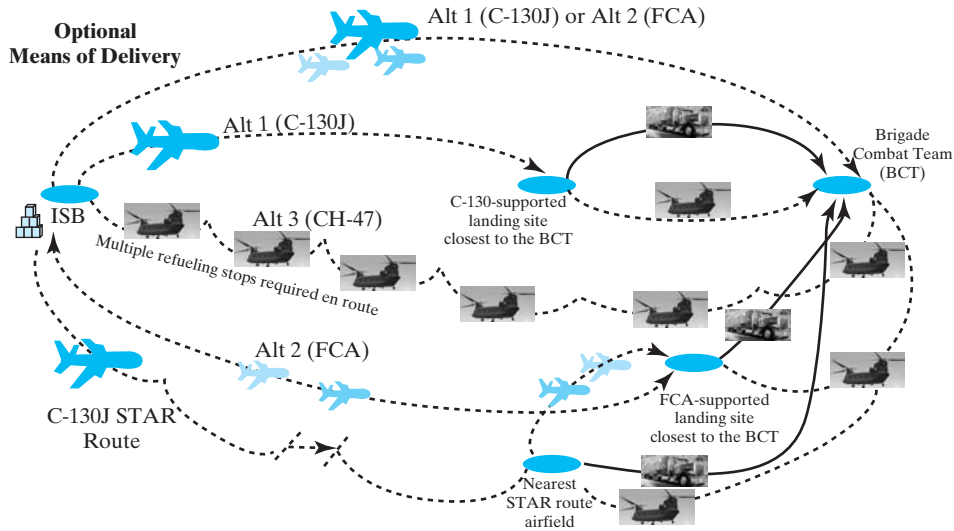 Optional
Means of Delivery
Alt 1 (C-130J) or Alt 2 (FCA)
Alt 1 (C-130J)
Brigade
Combat Team
(BCT)
ISB
C-130-supported
landing site
closest to the BCT
Alt 3 (CH-47)
Multiple refueling stops required en route
Alt 2 (FCA)
FCA-supported
landing site
closest to the BCT
C-130J STAR
Route
Nearest
STAR route
airfield